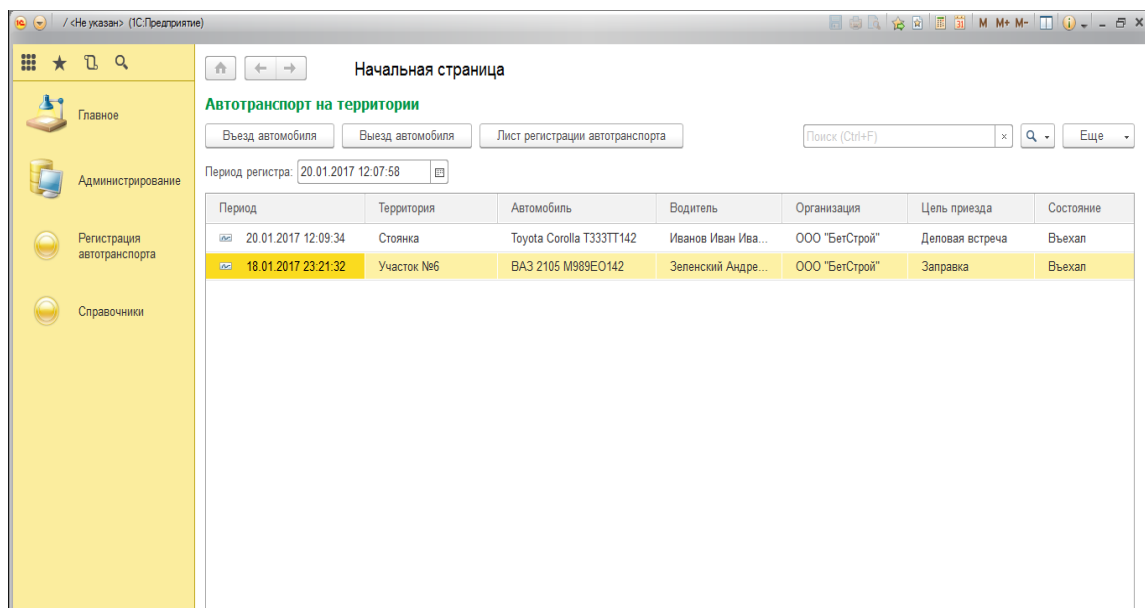 / <Не указан> (1С:Предприятие)
M M+ M-
Начальная страница
Главное
Администрирование
Регистрация
автотранспорта
Справочники
Автотранспорт на территории
Въезд автомобиля Выезд автомобиля Лист регистрации автотранспорта Поиск (Ctrl+F) Еще
Период регистра: 20.01.2017 12:07:58
Период Территория Автомобиль Водитель Организация Цель приезда Состояние
20.01.2017 12:09:34 Стоянка Toyota Corolla T333TT142 Иванов Иван Ива... ООО "БетСтрой" Деловая встреча Въехал
18.01.2017 23:21:32 Участок №6 ВАЗ 2105 М989ЕО142 Зеленский Андре... ООО "БетСтрой" Заправка Въехал